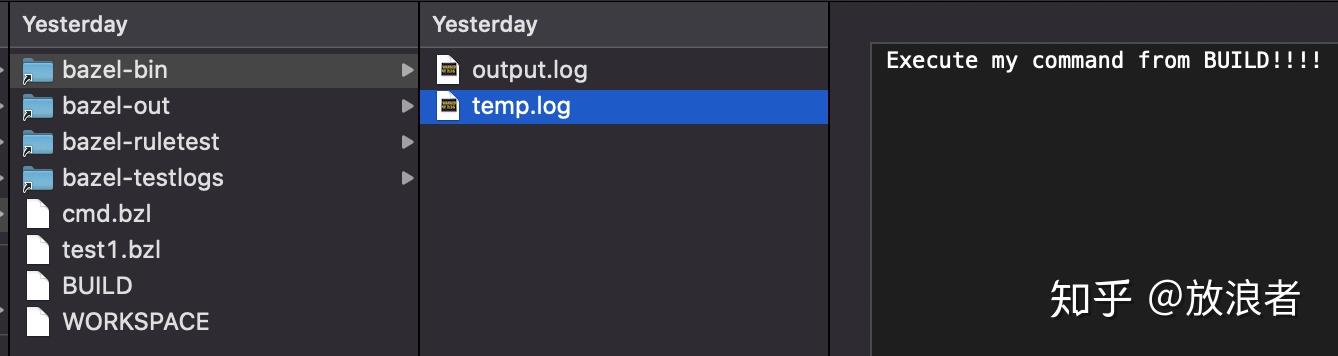 Yesterday
bazel-bin
bazel-out
bazel-ruletest
bazel-testlogs
cmd.bzl
test1.bzl
BUILD
WORKSPACE
Yesterday
output.log
temp.log
Execute my command from BUILD!!!!
知乎 @放浪者